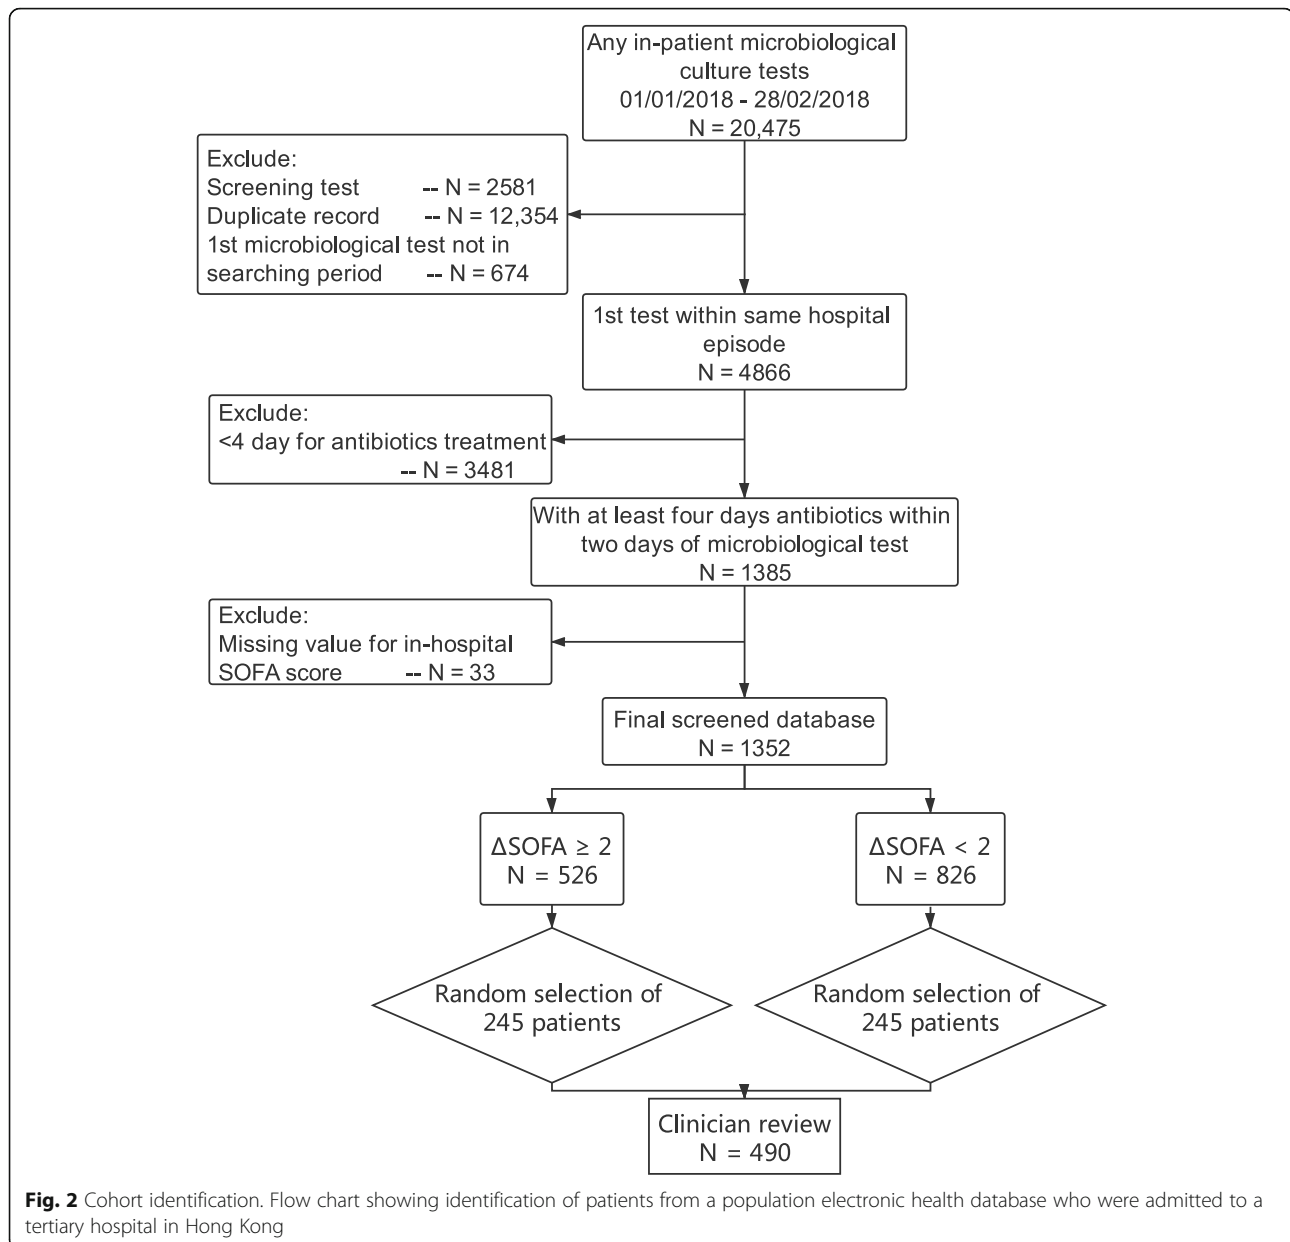 Any in-patient microbiological
culture tests
01/01/2018 - 28/02/2018
N = 20,475
Exclude:
Screening test -- N = 2581
Duplicate record -- N = 12,354
1st microbiological test not in
searching period -- N = 674
1st test within same hospital
episode
N = 4866
Exclude:
<4 day for antibiotics treatment
-- N = 3481
With at least four days antibiotics within
two days of microbiological test
N = 1385
Exclude:
Missing value for in-hospital
SOFA score -- N = 33
Final screened database
N = 1352
ΔSOFA ≥ 2
N = 526
ΔSOFA < 2
N = 826
Random selection of
245 patients
Random selection of
245 patients
Clinician review
N = 490
Fig. 2 Cohort identification. Flow chart showing identification of patients from a population electronic health database who were admitted to a
tertiary hospital in Hong Kong